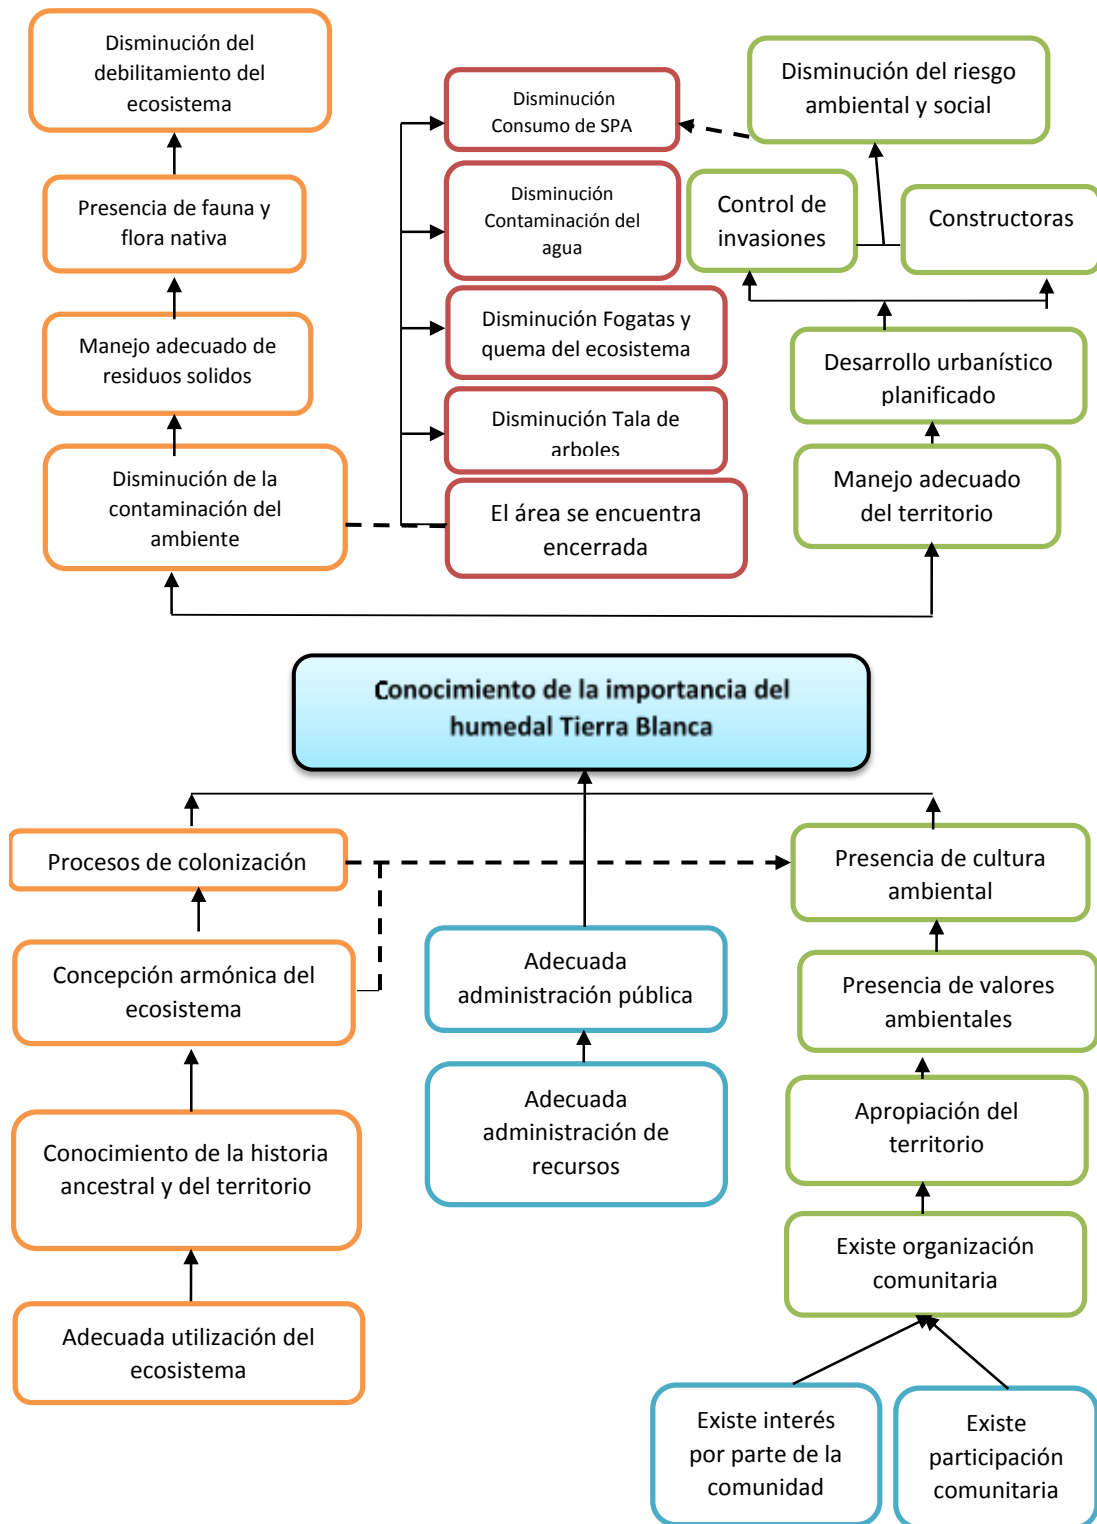 Disminución del
debilitamiento del
ecosistema
Presencia de fauna y
flora nativa
Manejo adecuado de
residuos solidos
Disminución de la
contaminación del
ambiente
Disminución
Consumo de SPA
Disminución
Contaminación del
agua
Disminución Fogatas y
quema del ecosistema
Disminución Tala de
arboles
El área se encuentra
encerrada
Disminución del riesgo
ambiental y social
Control de
invasiones
Constructoras
Desarrollo urbanístico
planificado
Manejo adecuado
del territorio
Conocimiento de la importancia del
humedal Tierra Blanca
Procesos de colonización
Concepción armónica del
ecosistema
Conocimiento de la historia
ancestral y del territorio
Adecuada utilización del
ecosistema
Adecuada
administración pública
Adecuada
administración de
recursos
Presencia de cultura
ambiental
Presencia de valores
ambientales
Apropiación del
territorio
Existe organización
comunitaria
Existe interés
por parte de la
comunidad
Existe
participación
comunitaria